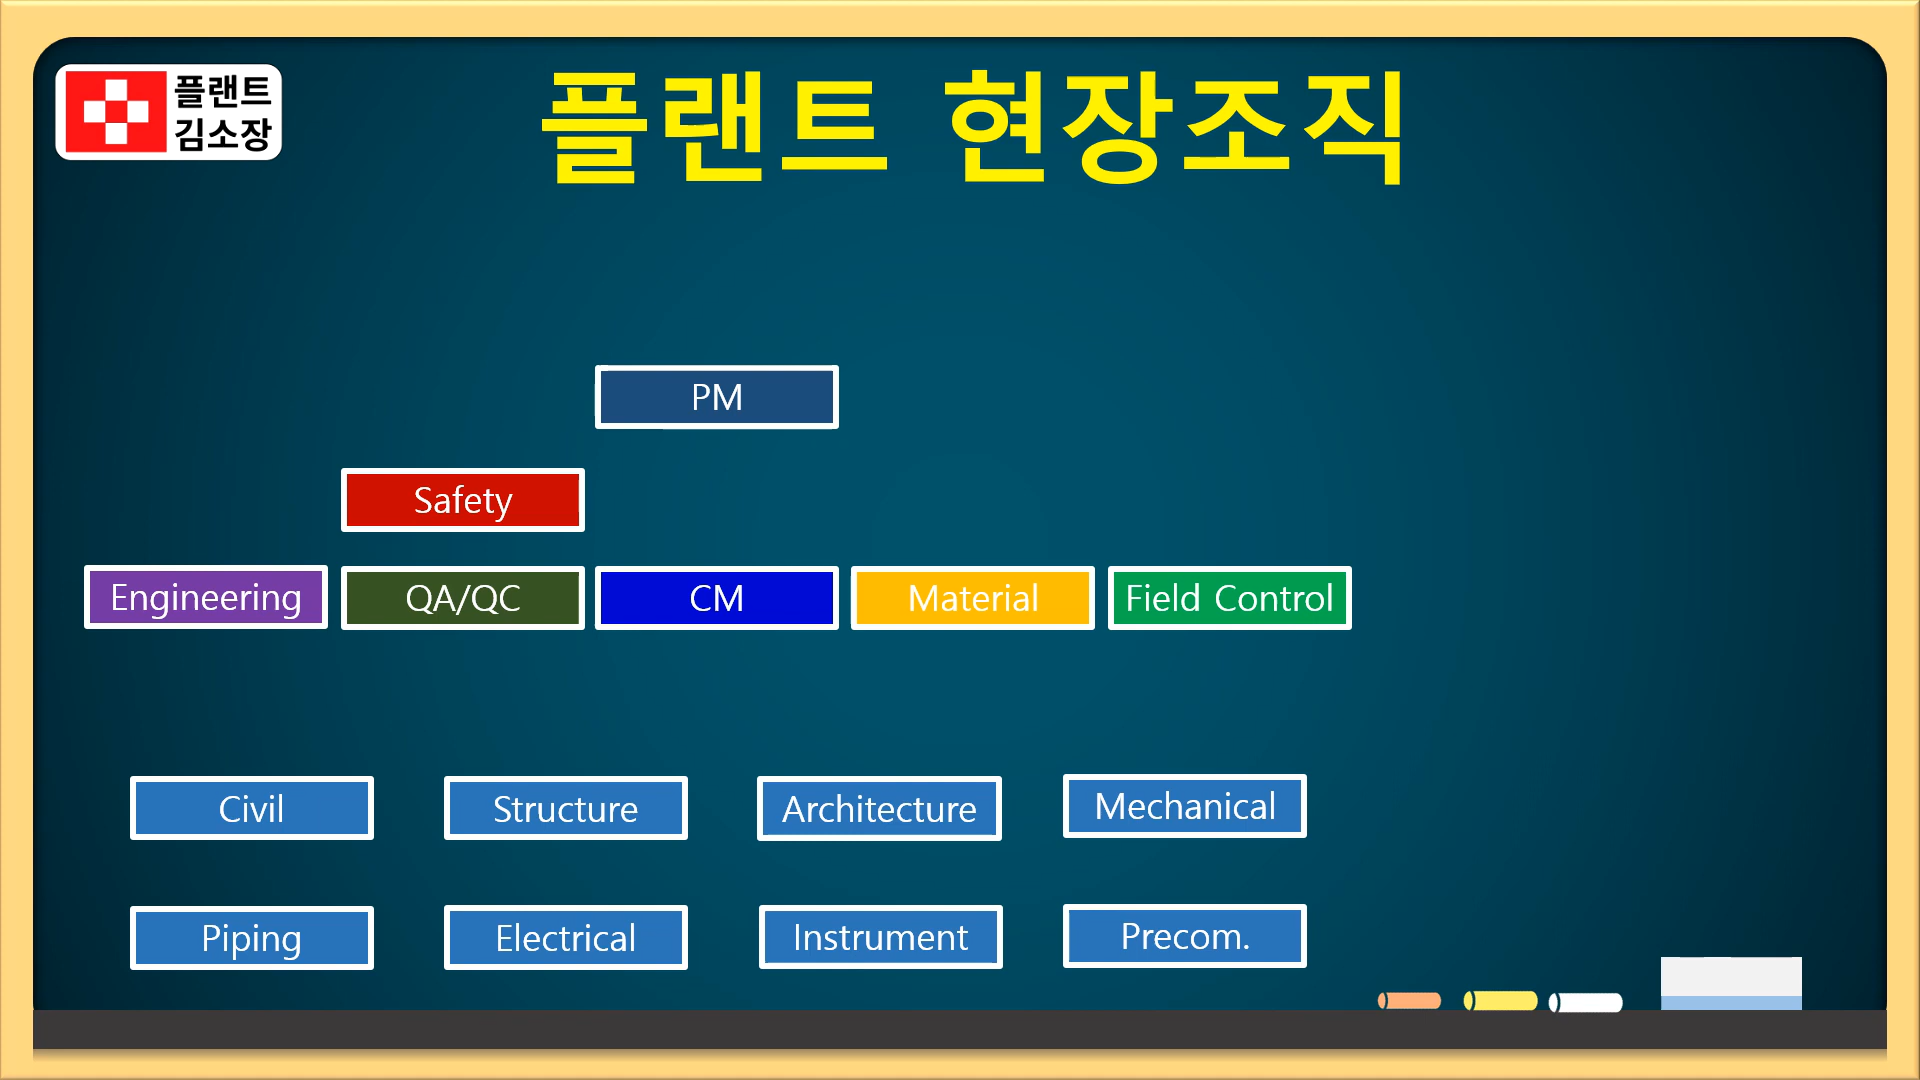 플랜트
김소장
플랜트 현장조직
PM
Safety
Engineering
QA/QC
CM
Material
Field Control
Civil
Structure
Architecture
Mechanical
Piping
Electrical
Instrument
Precom.